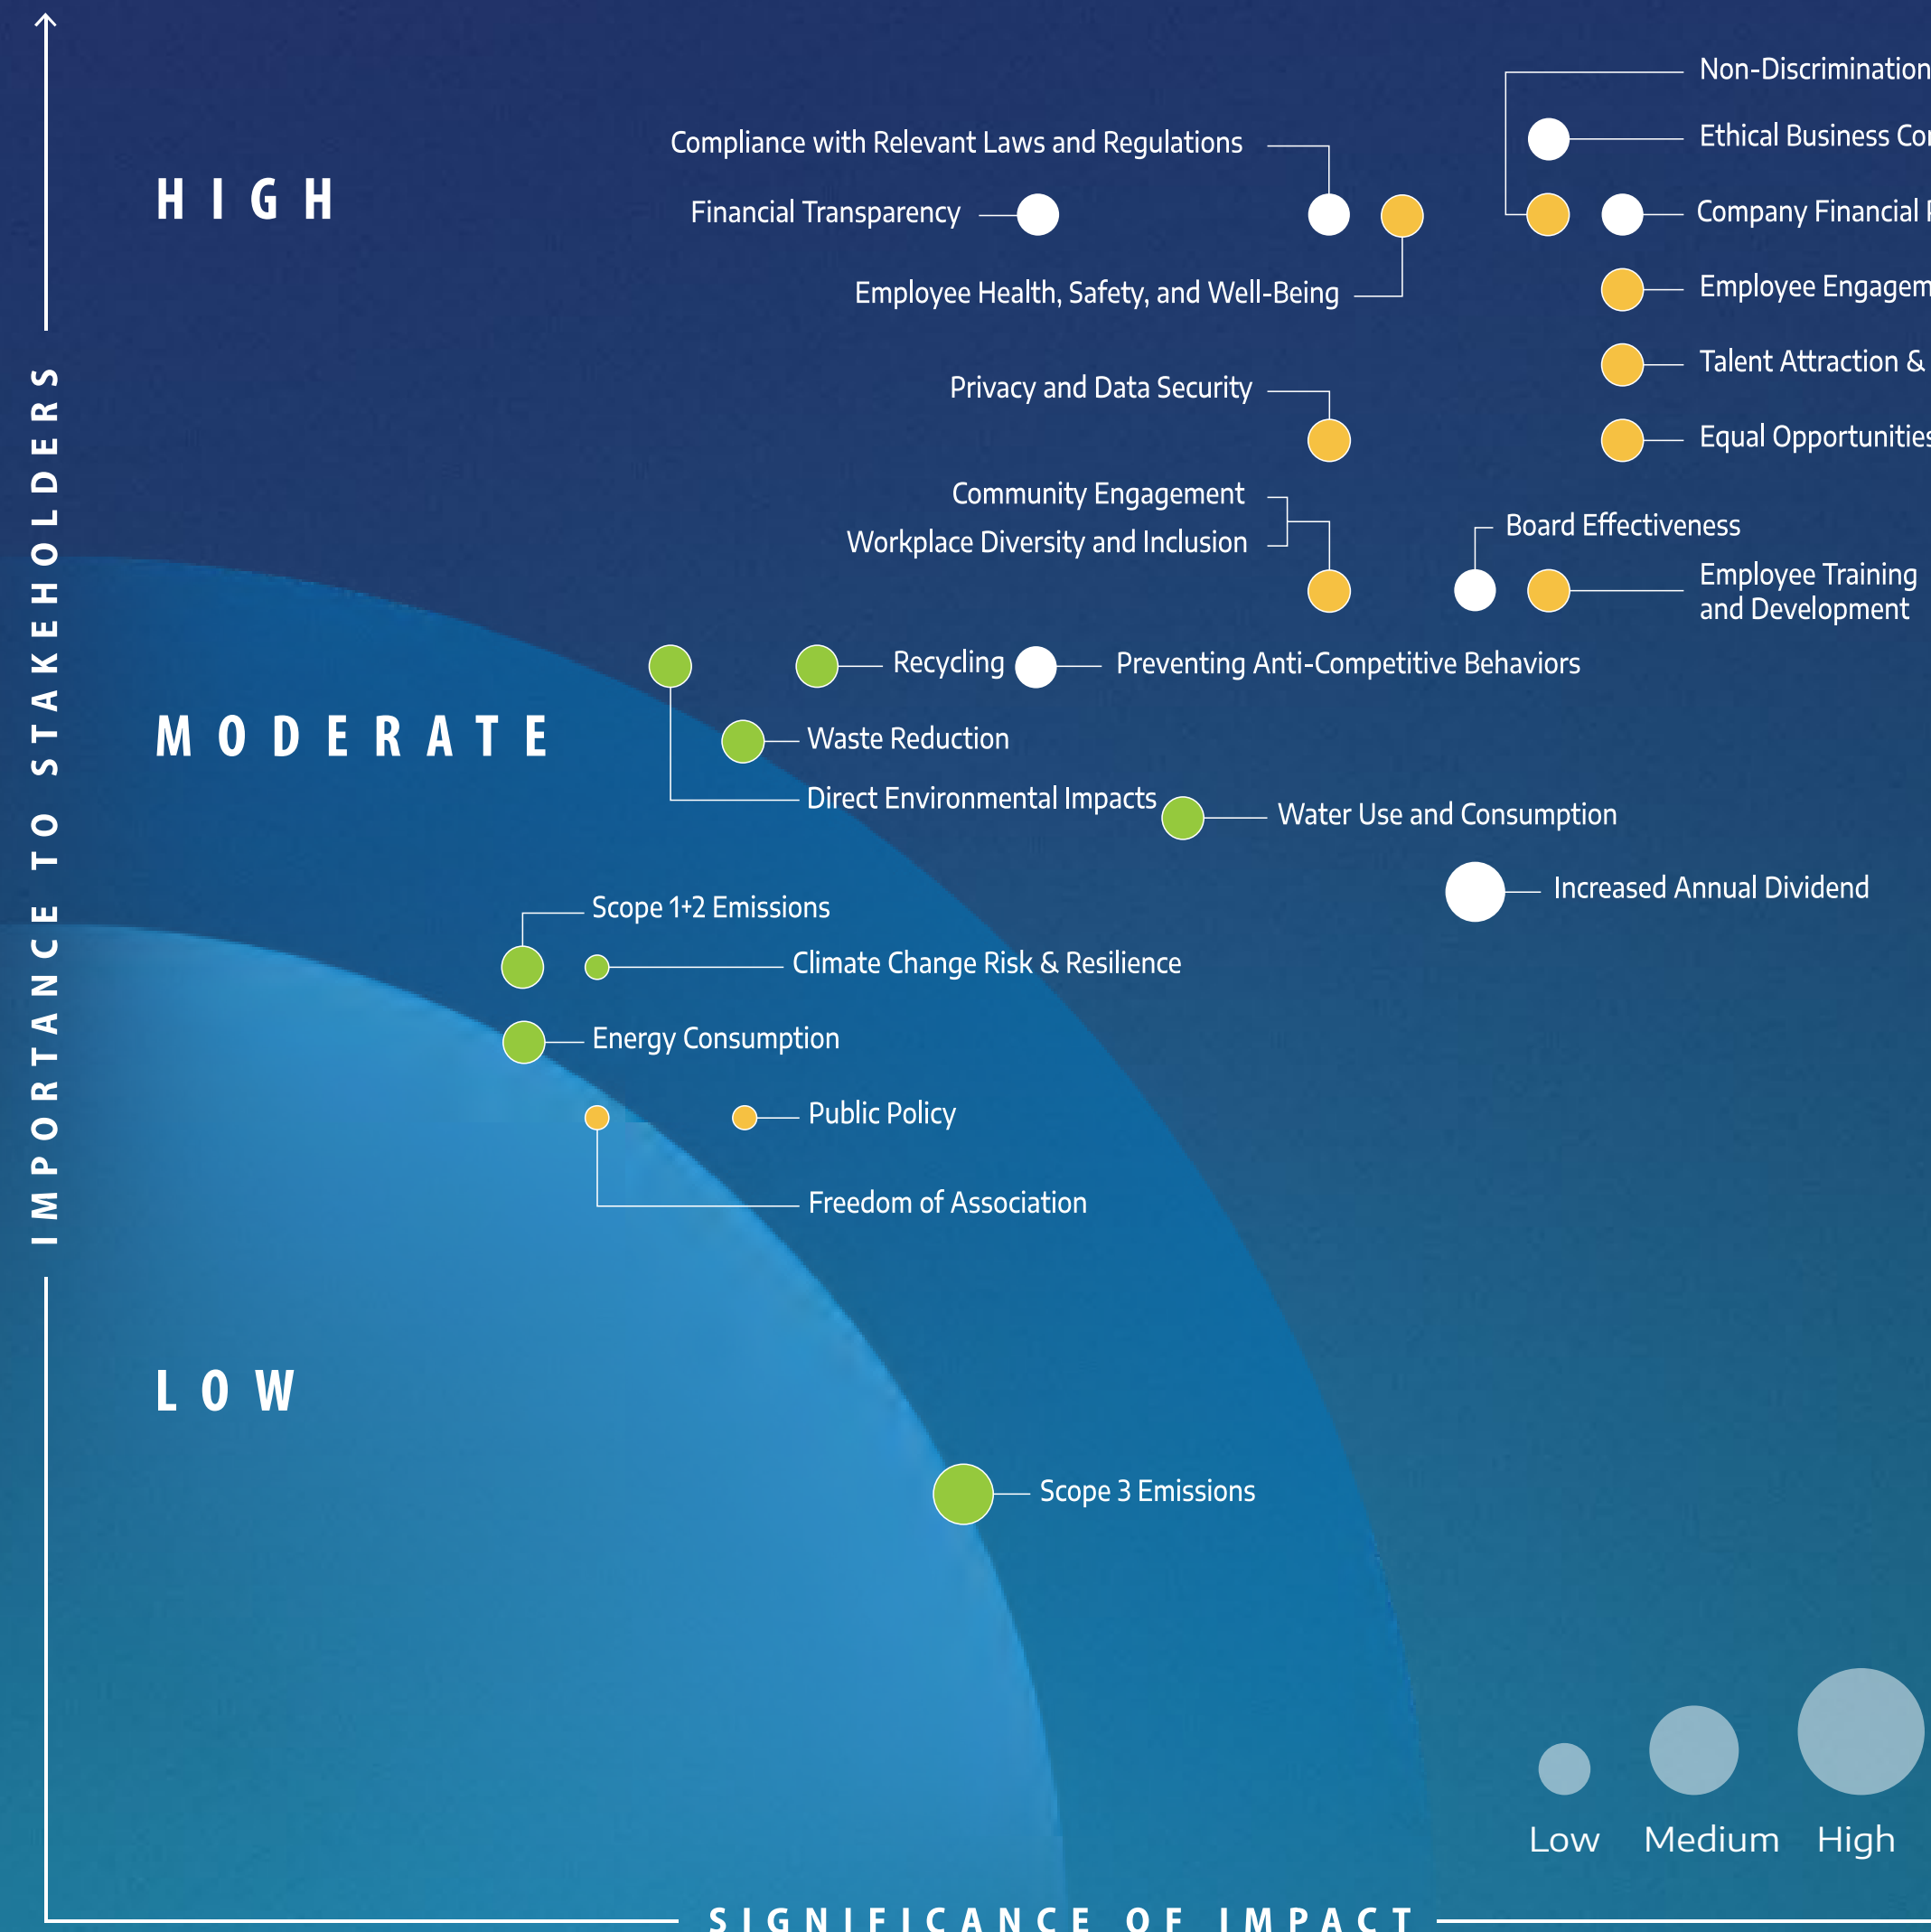 Non-Discrimination
Compliance with Relevant Laws and Regulations
Ethical Business
HIGH
Financial Transparency
Company Financial
Employee Health, Safety, and Well-Being
Employee
Talent Attraction &
Privacy and Data Security
Equal Opportunities
IMPORTANCE TO STAKEHOLDERS
Community Engagement
Workplace Diversity and Inclusion
Board Effectiveness
Employee Training
and Development
Recycling
Preventing Anti-Competitive Behaviors
MODERATE
Waste Reduction
Direct Environmental Impacts
Water Use and Consumption
Increased Annual Dividend
Scope 1+2 Emissions
Climate Change Risk & Resilience
Energy Consumption
Public Policy
Freedom of Association
LOW
Scope 3 Emissions
Low
Medium
High
SIGNIFICANCE OF IMPACT